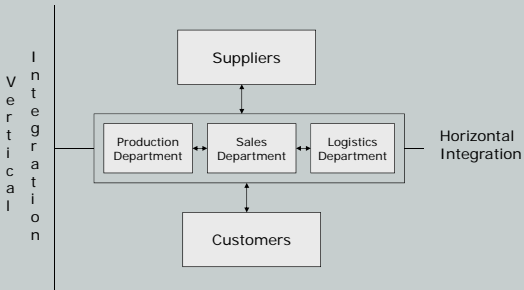 Vertical
Integration
Suppliers
Production
Department
Sales
Department
Logistics
Department
Horizontal
Integration
Customers